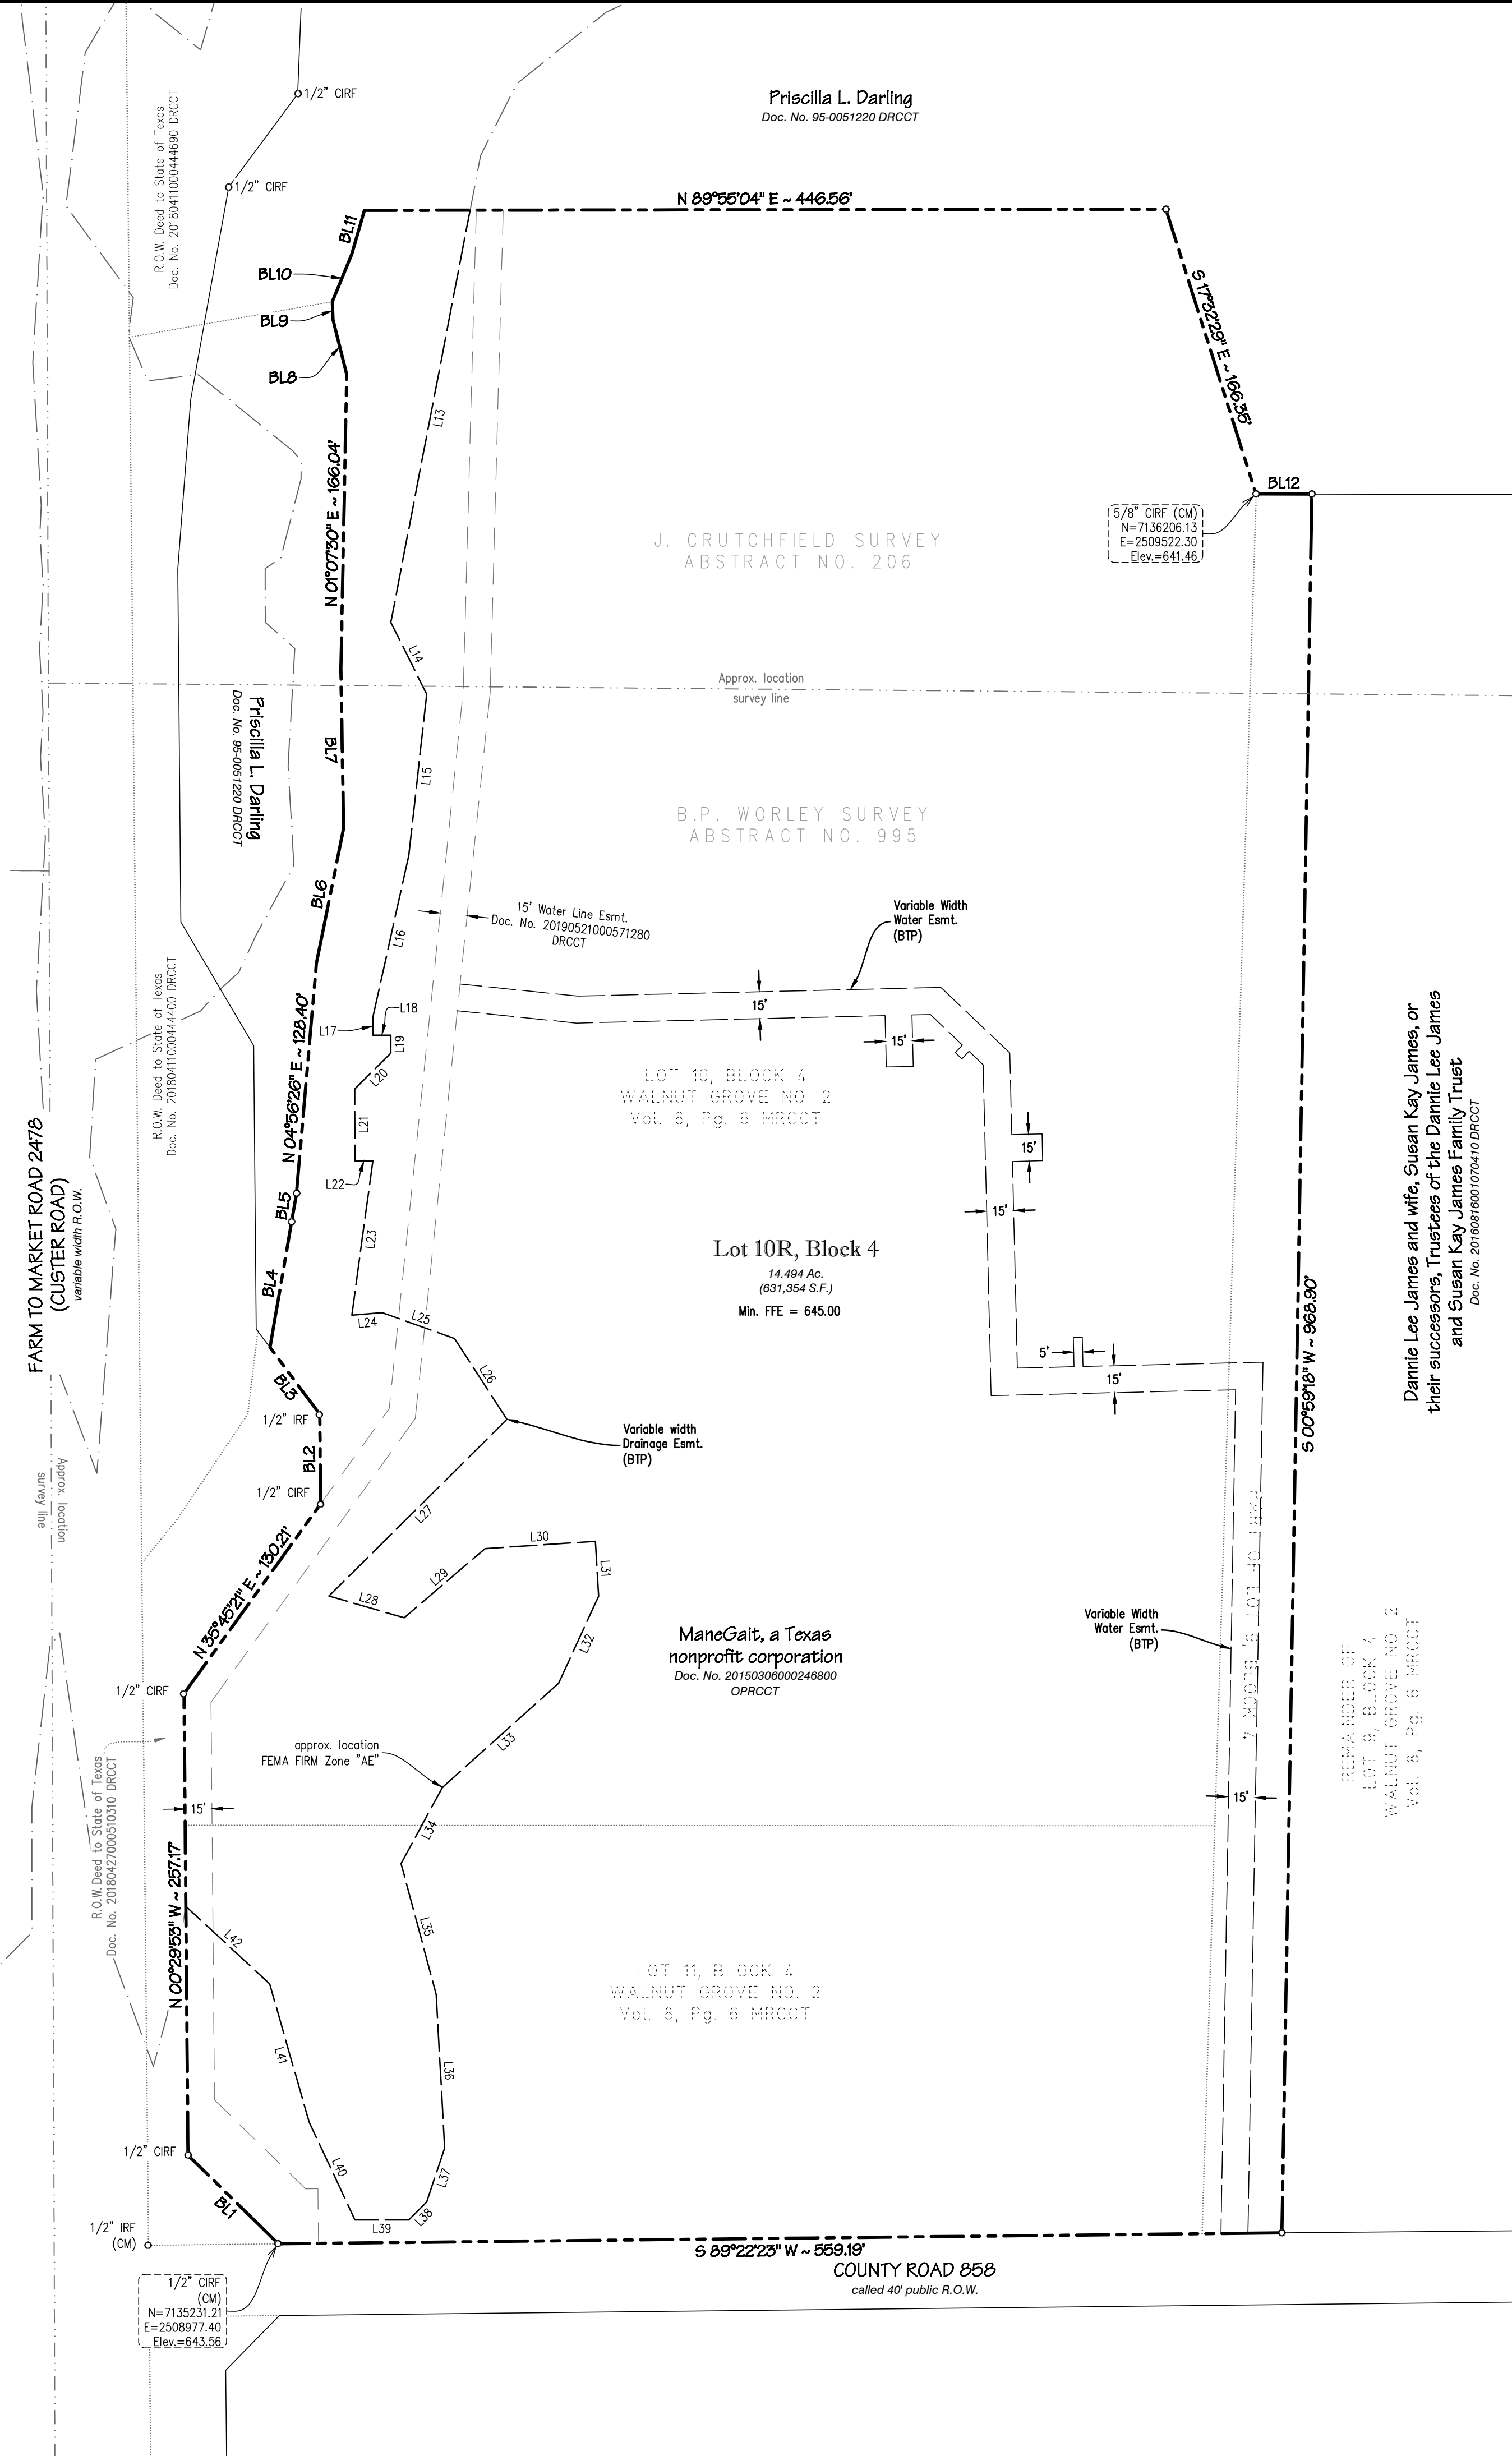 1/2" CIRF
Priscilla L. Darling
Doc. No. 95-0051220 DRCCT
R.O.W. Deed to State of Texas
Doc. No. 20180411000444690 DRCCT
1/2" CIRF
N 89°55'04" E ~ 446.56'
BL11
BL10
BL9
BL8
S 17°32'29" E ~ 166.35'
L13
BL12
N 01°07'30" E ~ 166.04'
5/8" CIRF (CM)
N=7136206.13
E=2509522.30
Elev.=641.46
J. CRUTCHFIELD SURVEY
ABSTRACT NO. 206
L14
Approx. location
survey line
Priscilla L. Darling
Doc. No. 95-0051220 DRCCT
BL7
L15
B.P. WORLEY SURVEY
ABSTRACT NO. 995
BL6
15' Water Line Esmt.
Doc. No. 20190521000571280
DRCCT
Variable Width
Water Esmt.
(BTP)
L16
R.O.W. Deed to State of Texas
Doc. No. 20180411000444400 DRCCT
15'
L18
L17
L19
15'
L20
N 04°56'26" E ~ 128.40'
LOT 10, BLOCK 4
WALNUT GROVE NO. 2
Vol. 8, Pg. 6 MRCCT
L21
15'
L22
BL5
15'
L23
FARM TO MARKET ROAD 2478
(CUSTER ROAD)
variable width R.O.W.
Lot 10R, Block 4
14.494 Ac.
(631,354 S.F.)
Min. FFE = 645.00
Dannie Lee James and wife, Susan Kay James, or
their successors, Trustees of the Dannie Lee James
and Susan Kay James Family Trust
Doc. No. 20160816001070410 DRCCT
BL4
L24
L25
5'
15'
S 00°59'18" W ~ 968.90'
BL3
L26
1/2" IRF
Variable width
Drainage Esmt.
(BTP)
BL2
1/2" CIRF
Approx. location
survey line
L27
N 35°45'21" E ~ 130.21'
L30
L31
L29
L28
PART OF LOT 9, BLOCK 4
L32
Variable Width
Water Esmt.
(BTP)
ManeGait, a Texas
nonprofit corporation
Doc. No. 20150306000246800
OPRCCT
REMAINDER OF
LOT 9, BLOCK 4
WALNUT GROVE NO. 2
Vol. 8, Pg. 6 MRCCT
1/2" CIRF
approx. location
FEMA FIRM Zone "AE"
L33
R.O.W. Deed to State of Texas
Doc. No. 20180427000510310 DRCCT
15'
15'
L34
N 00°29'53" W ~ 257.17'
L35
L42
LOT 11, BLOCK 4
WALNUT GROVE NO. 2
Vol. 8, Pg. 6 MRCCT
L41
L36
1/2" CIRF
L40
L37
BL1
L38
L39
1/2" IRF
(CM)
S 89°22'23" W ~ 559.19'
COUNTY ROAD 858
called 40' public R.O.W.
1/2" CIRF
(CM)
N=7135231.21
E=2508977.40
Elev.=643.56